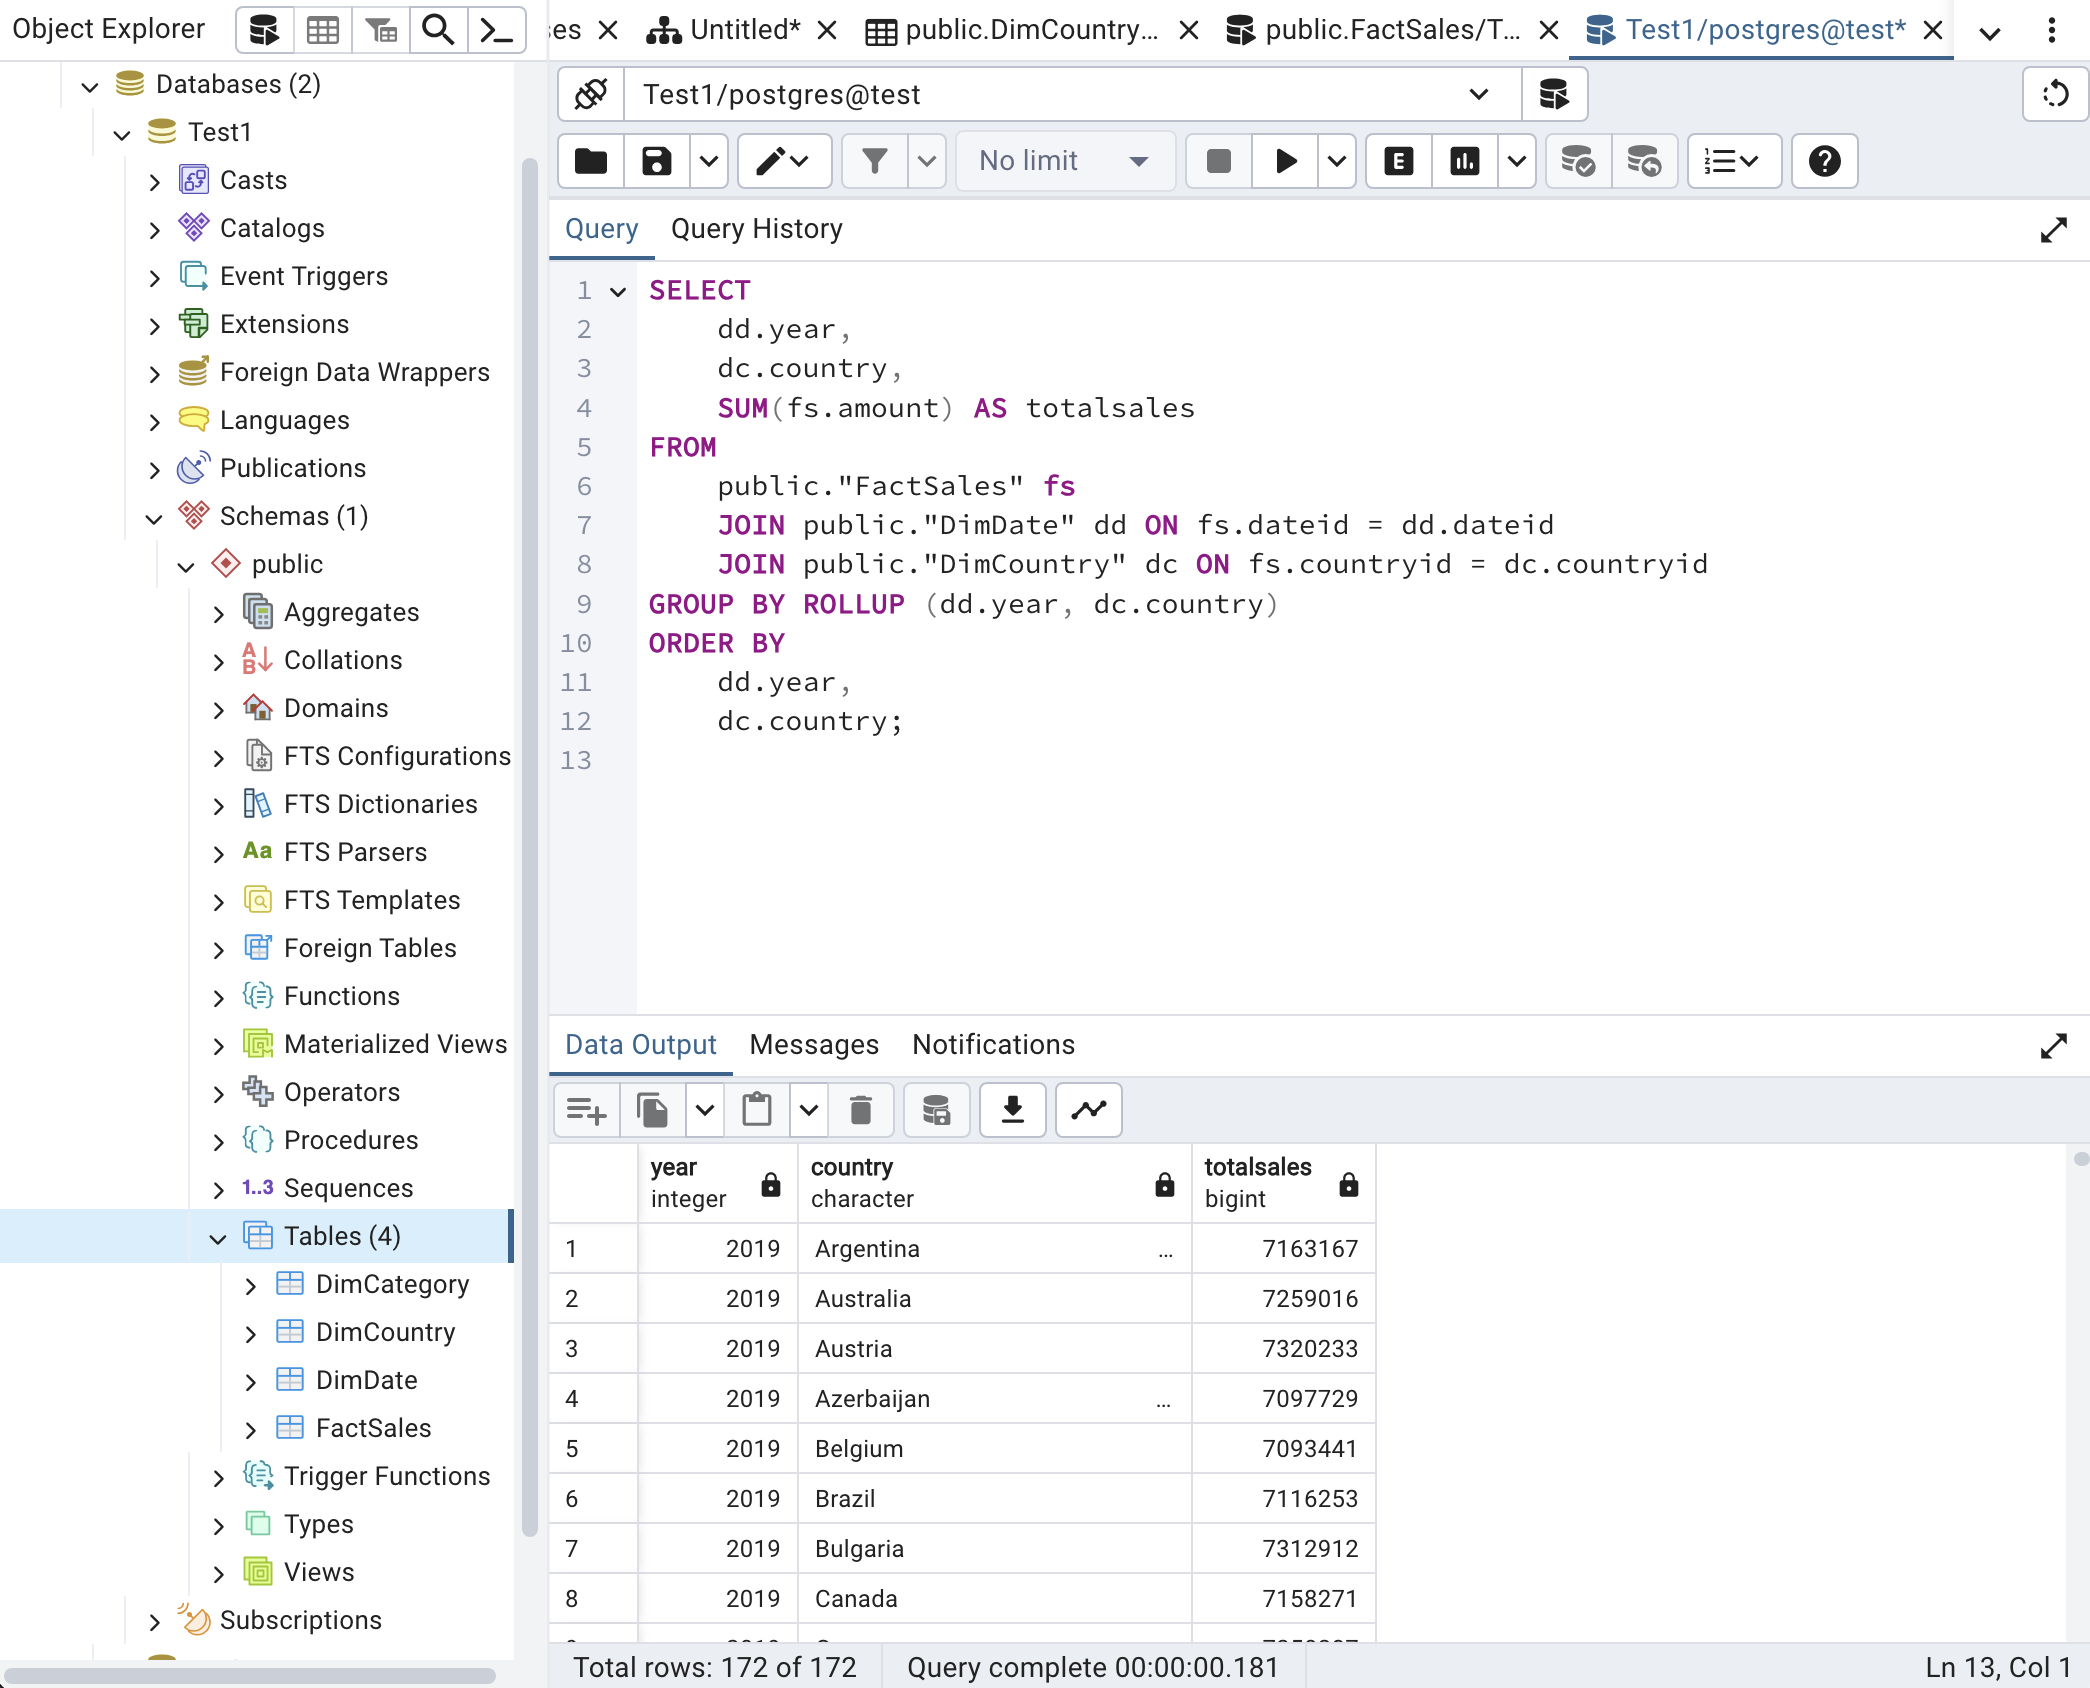 Object Explorer
Databases (2)
Test1
Casts
Catalogs
Event Triggers
Extensions
Foreign Data Wrappers
Languages
Publications
Schemas (1)
public
Aggregates
Collations
Domains
FTS Configurations
FTS Dictionaries
Aa FTS Parsers
FTS Templates
Foreign Tables
Functions
Materialized Views
Operators
Procedures
1..3 Sequences
Tables (4)
DimCategory
DimCountry
DimDate
FactSales
Trigger Functions
Types
Views
Subscriptions
Untitled* public.DimCountry... public.FactSales/T... Test1/postgres@test*
Test1/postgres@test
No limit E
Query Query History
1 SELECT
2 dd.year,
3 dc.country,
4 SUM(fs.amount) AS totalsales
5 FROM
6 public."FactSales" fs
7 JOIN public."DimDate" dd ON fs.dateid = dd.dateid
8 JOIN public."DimCountry" dc ON fs.countryid = dc.countryid
9 GROUP BY ROLLUP (dd.year, dc.country)
10 ORDER BY
11 dd.year,
12 dc.country;
13
Data Output Messages Notifications
year country totalsales
integer character bigint
1 2019 Argentina ... 7163167
2 2019 Australia 7259016
3 2019 Austria 7320233
4 2019 Azerbaijan ... 7097729
5 2019 Belgium 7093441
6 2019 Brazil 7116253
7 2019 Bulgaria 7312912
8 2019 Canada 7158271
Total rows: 172 of 172 Query complete 00:00:00.181 Ln 13, Col 1